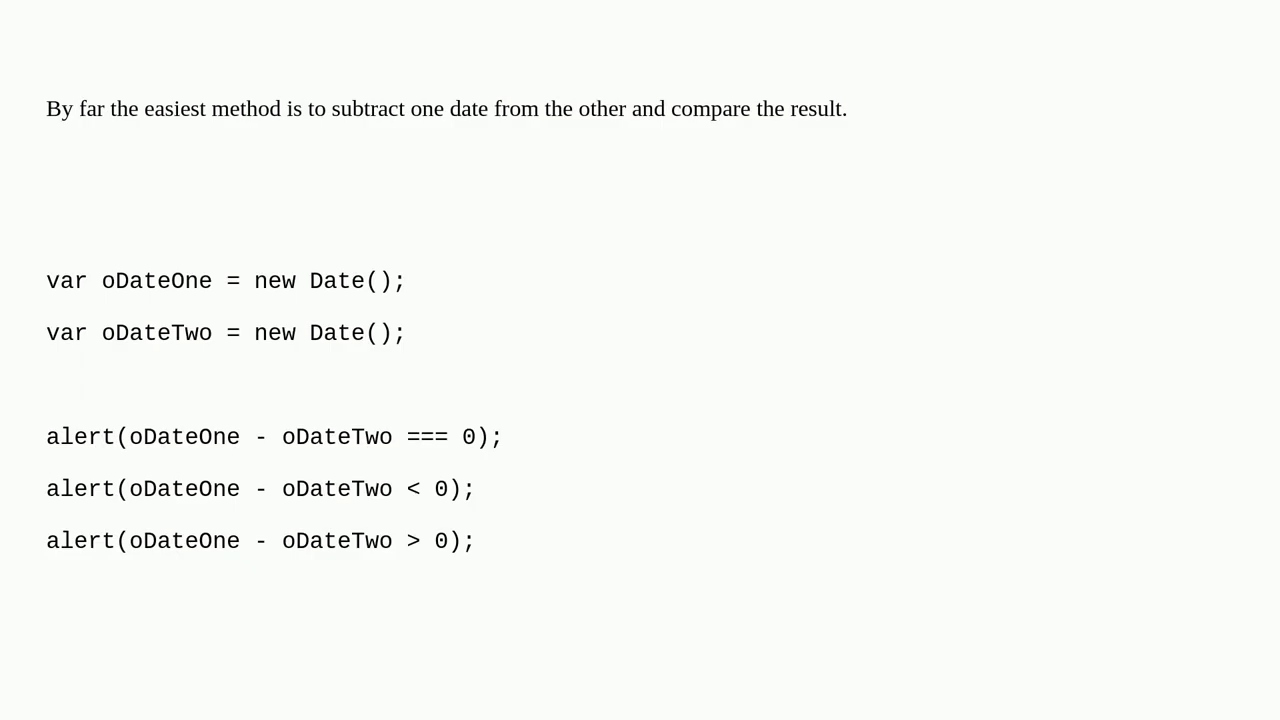 By far the easiest method is to subtract one date from the other and compare the result.
var oDateOne = new Date();
var oDateTwo = new Date();
alert(oDateOne - oDateTwo === 0);
alert(oDateOne - oDateTwo < 0);
alert(oDateOne - oDateTwo > 0);